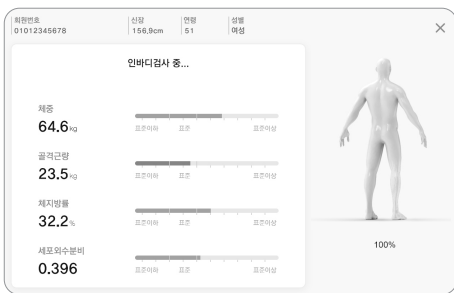 회원번호
01012345678
신장
156,9cm
연령
51
성별
여성
인바디검사 중...
체중
64.6kg
표준이하 표준 표준이상
골격근량
23.5kg
표준이하 표준 표준이상
체지방률
32.2%
표준이하 표준 표준이상
세포외수분비
0.396
표준이하 표준 표준이상
100%